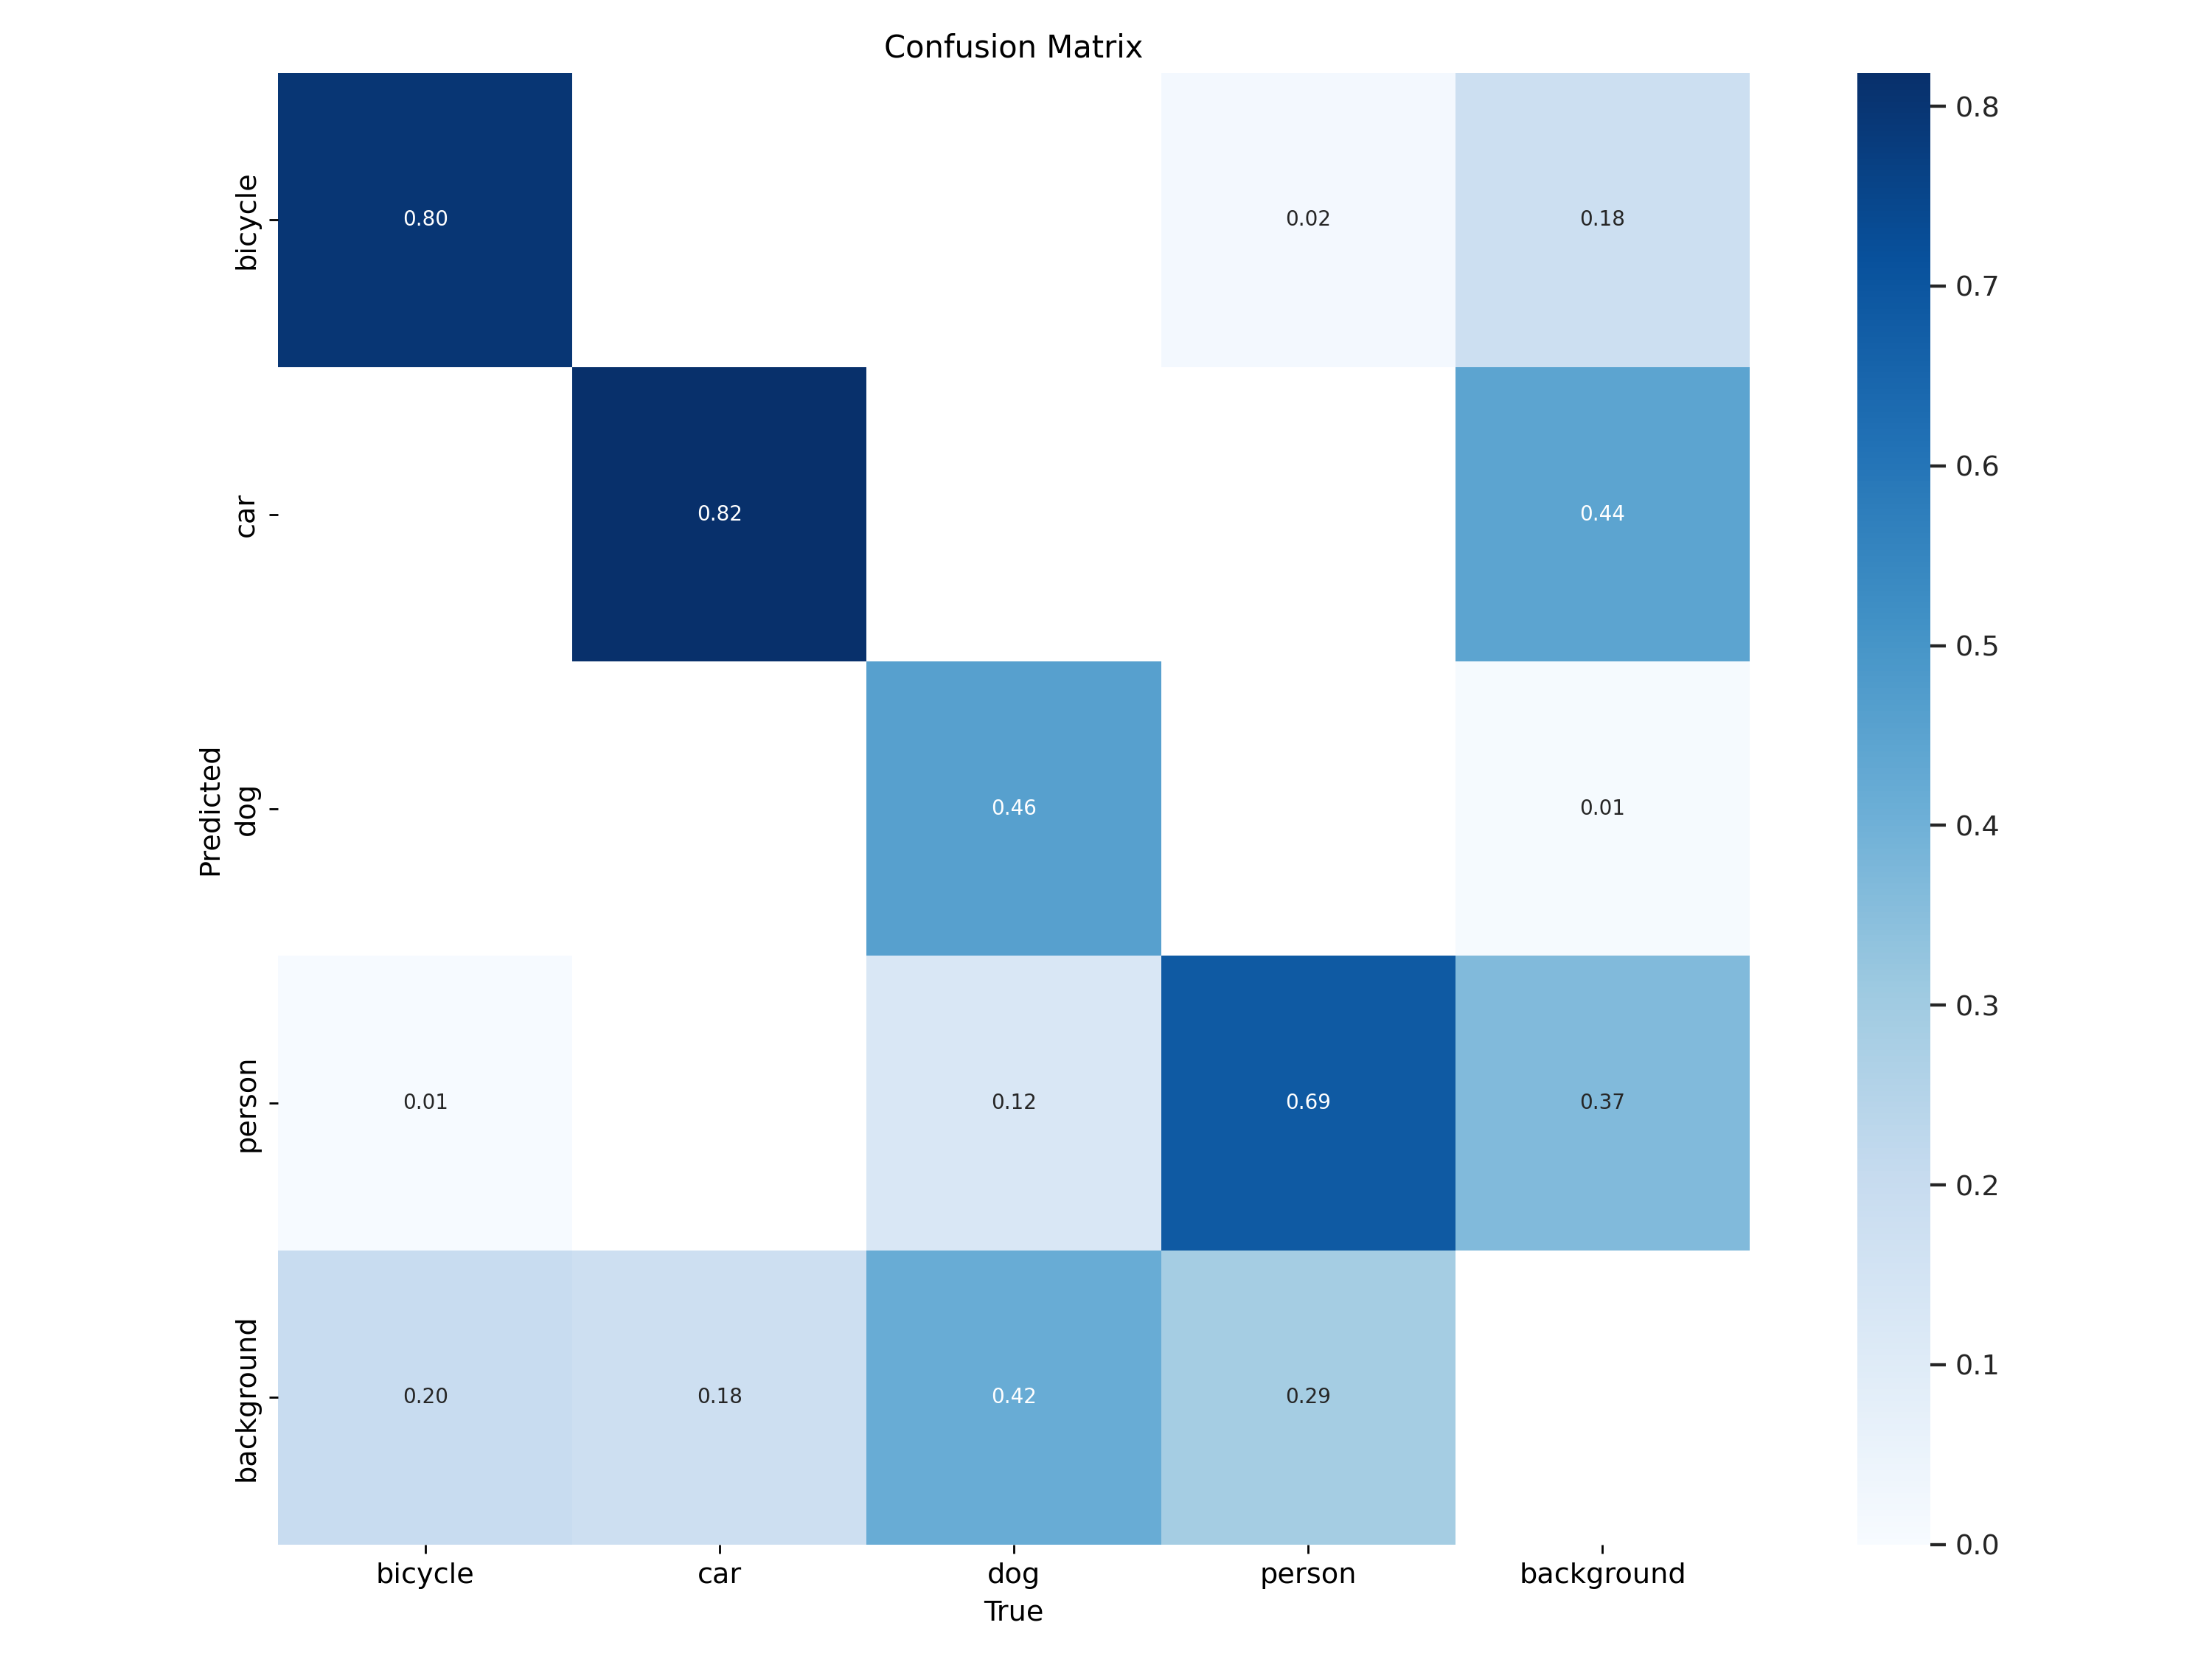 Confusion Matrix
bicycle
0.80
0.02
0.18
car
0.82
0.44
Predicted
dog
0.46
0.01
person
0.01
0.12
0.69
0.37
background
0.20
0.18
0.42
0.29
bicycle
car
dog
person
background
True
0.8
0.7
0.6
0.5
0.4
0.3
0.2
0.1
0.0